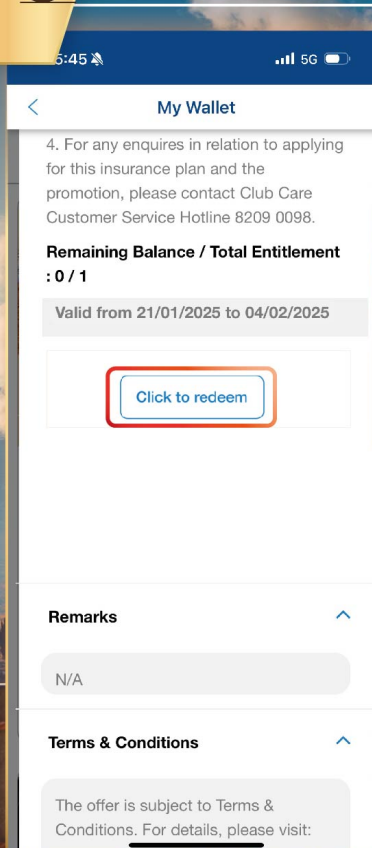 5:45
5G
My Wallet
4. For any enquires in relation to applying
for this insurance plan and the
promotion, please contact Club Care
Customer Service Hotline 8209 0098.
Remaining Balance / Total Entitlement
: 0 / 1
Valid from 21/01/2025 to 04/02/2025
Click to redeem
Remarks
N/A
Terms & Conditions
The offer is subject to Terms &
Conditions. For details, please visit: